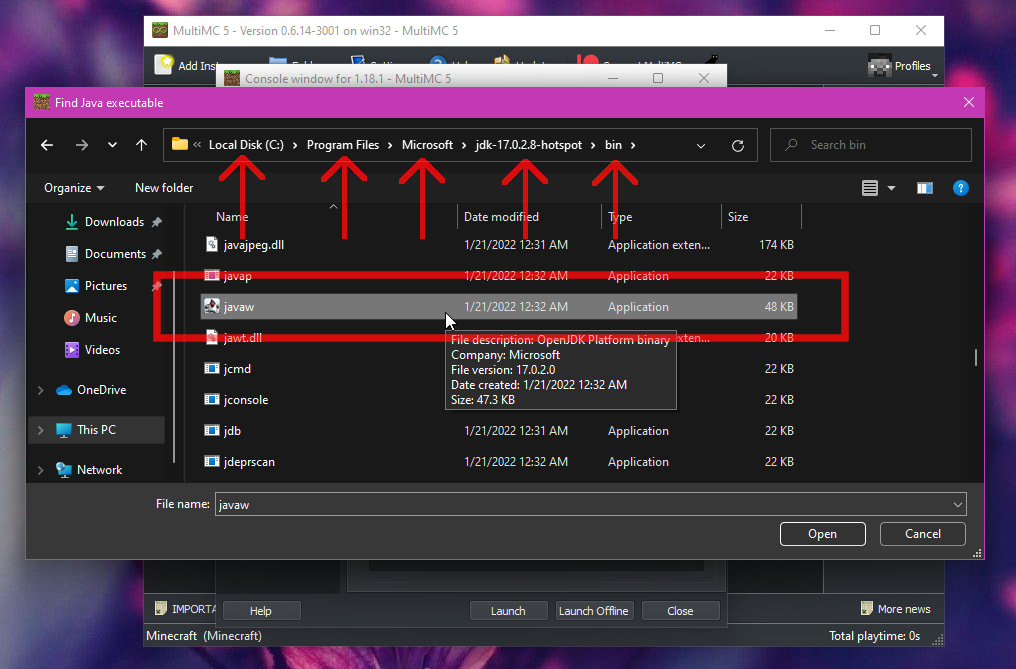 MultiMC 5 - Version 0.6.14-3001 on win32 - MultiMC 5
Add Inst
Profiles
Console window for 1.18.1 - MultiMC 5
Find Java executable
« Local Disk (C:) › Program Files › Microsoft › jdk-17.0.2.8-hotspot › bin ›
Search bin
Organize
New folder
Name Date modified Type Size
Downloads
Documents
Pictures
Music
Videos
OneDrive
This PC
Network
javajpeg.dll 1/21/2022 12:31 AM Application exten... 174 KB
javap 1/21/2022 12:32 AM Application 22 KB
javaw 1/21/2022 12:32 AM Application 48 KB
jawt.dll exten... 20 KB
jcmd 22 KB
jconsole 22 KB
jdb 1/21/2022 12:31 AM Application 22 KB
jdeprscan 1/21/2022 12:32 AM Application 22 KB
File description: OpenJDK Platform binary
Company: Microsoft
File version: 17.0.2.0
Date created: 1/21/2022 12:32 AM
Size: 47.3 KB
File name: javaw
Open
Cancel
IMPORTA
Help
Launch
Launch Offline
Close
More news
Minecraft (Minecraft)
Total playtime: 0s